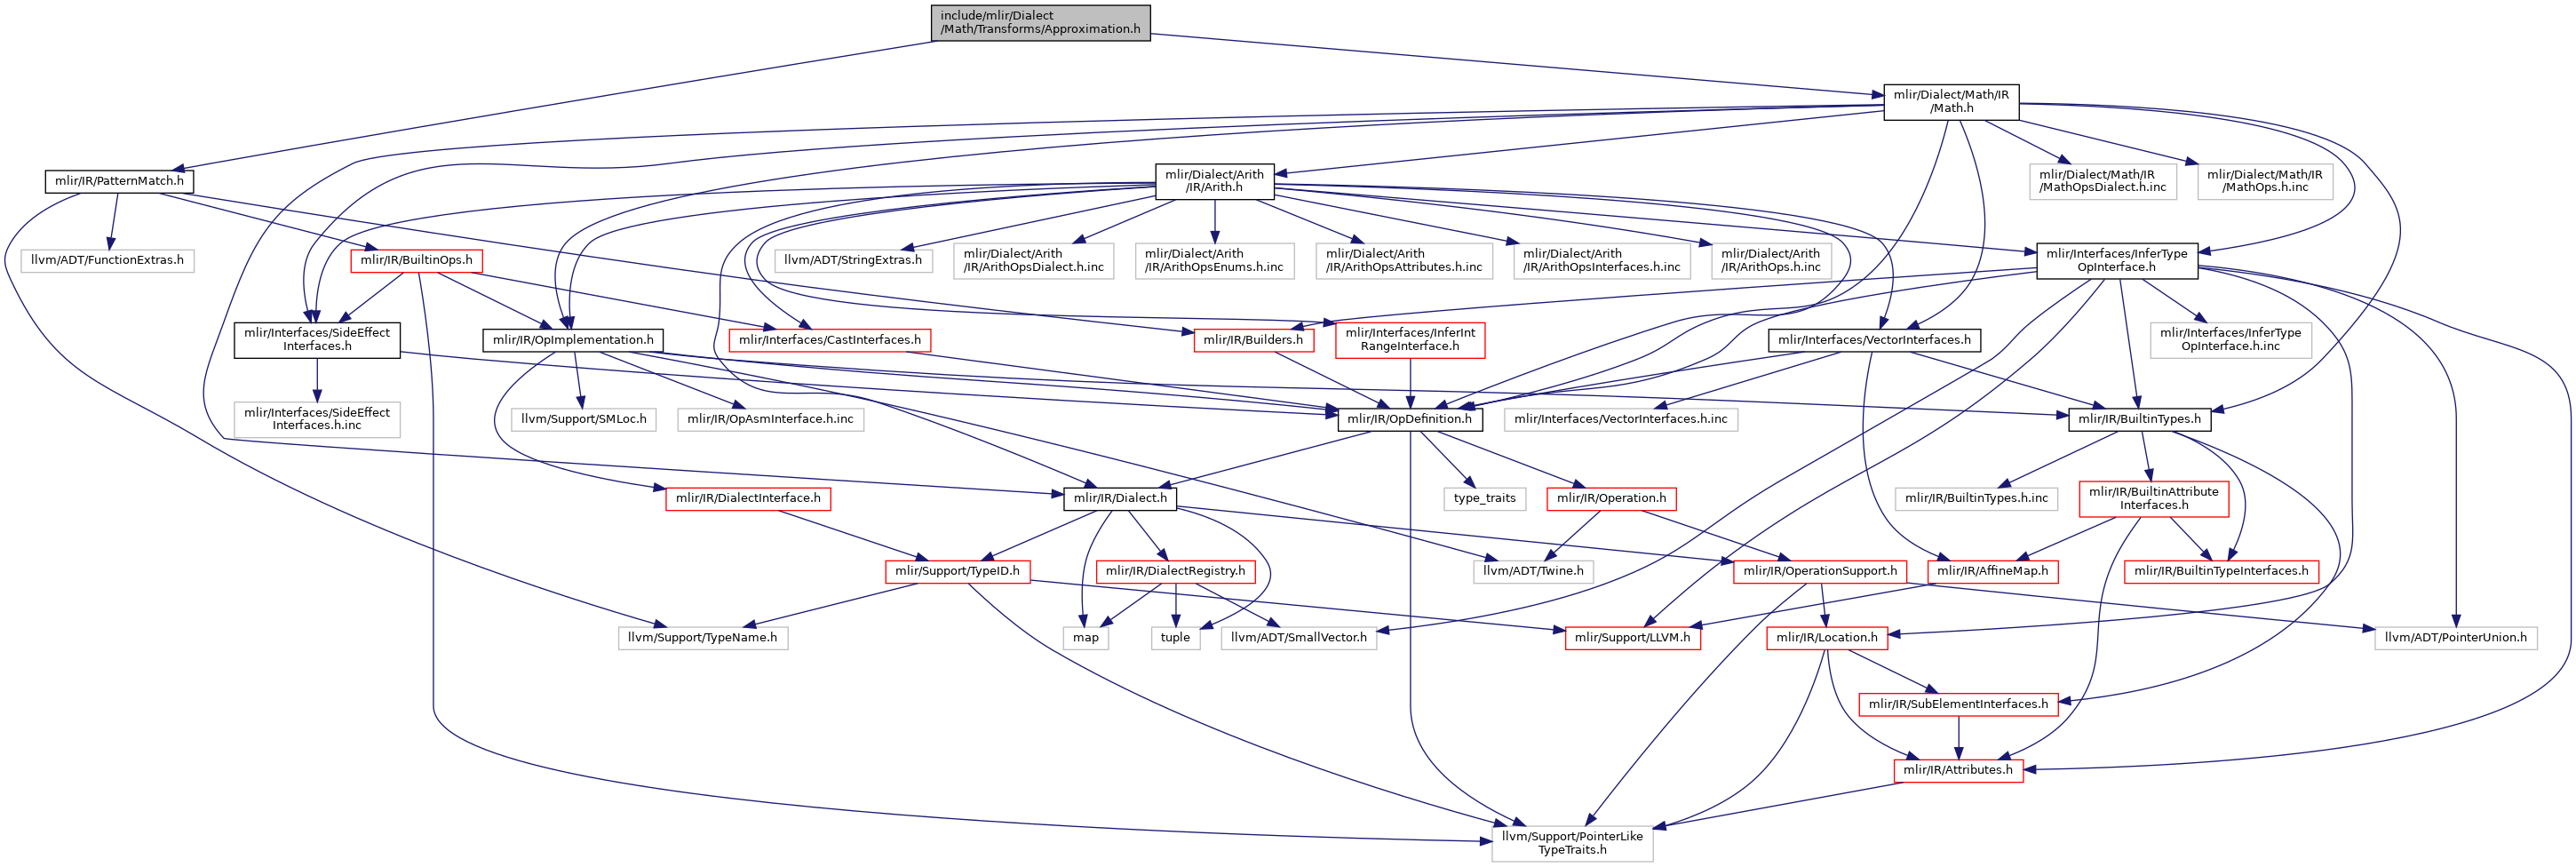 include/mlir/Dialect
/Math/Transforms/Approximation.h
mlir/Dialect/Math/IR
/Math.h
mlir/IR/PatternMatch.h
mlir/Dialect/Arith
/IR/Arith.h
mlir/Dialect/Math/IR
/MathOpsDialect.h.inc
mlir/Dialect/Math/IR
/MathOps.h.inc
llvm/ADT/FunctionExtras.h
mlir/IR/BuiltinOps.h
llvm/ADT/StringExtras.h
mlir/Dialect/Arith
/IR/ArithOpsDialect.h.inc
mlir/Dialect/Arith
/IR/ArithOpsEnums.h.inc
mlir/Dialect/Arith
/IR/ArithOpsAttributes.h.inc
mlir/Dialect/Arith
/IR/ArithOpsInterfaces.h.inc
mlir/Dialect/Arith
/IR/ArithOps.h.inc
mlir/Interfaces/InferType
OpInterface.h
mlir/Interfaces/SideEffect
Interfaces.h
mlir/IR/OpImplementation.h
mlir/Interfaces/CastInterfaces.h
mlir/IR/Builders.h
mlir/Interfaces/InferInt
RangeInterface.h
mlir/Interfaces/VectorInterfaces.h
mlir/Interfaces/InferType
OpInterface.h.inc
mlir/Interfaces/SideEffect
Interfaces.h.inc
llvm/Support/SMLoc.h
mlir/IR/OpAsmInterface.h.inc
mlir/IR/OpDefinition.h
mlir/Interfaces/VectorInterfaces.h.inc
mlir/IR/BuiltinTypes.h
mlir/IR/DialectInterface.h
mlir/IR/Dialect.h
type_traits
mlir/IR/Operation.h
mlir/IR/BuiltinTypes.h.inc
mlir/IR/BuiltinAttribute
Interfaces.h
mlir/Support/TypeID.h
mlir/IR/DialectRegistry.h
llvm/ADT/Twine.h
mlir/IR/OperationSupport.h
mlir/IR/AffineMap.h
mlir/IR/BuiltinTypeInterfaces.h
llvm/Support/TypeName.h
map
tuple
llvm/ADT/SmallVector.h
mlir/Support/LLVM.h
mlir/IR/Location.h
llvm/ADT/PointerUnion.h
mlir/IR/SubElementInterfaces.h
mlir/IR/Attributes.h
llvm/Support/PointerLike
TypeTraits.h